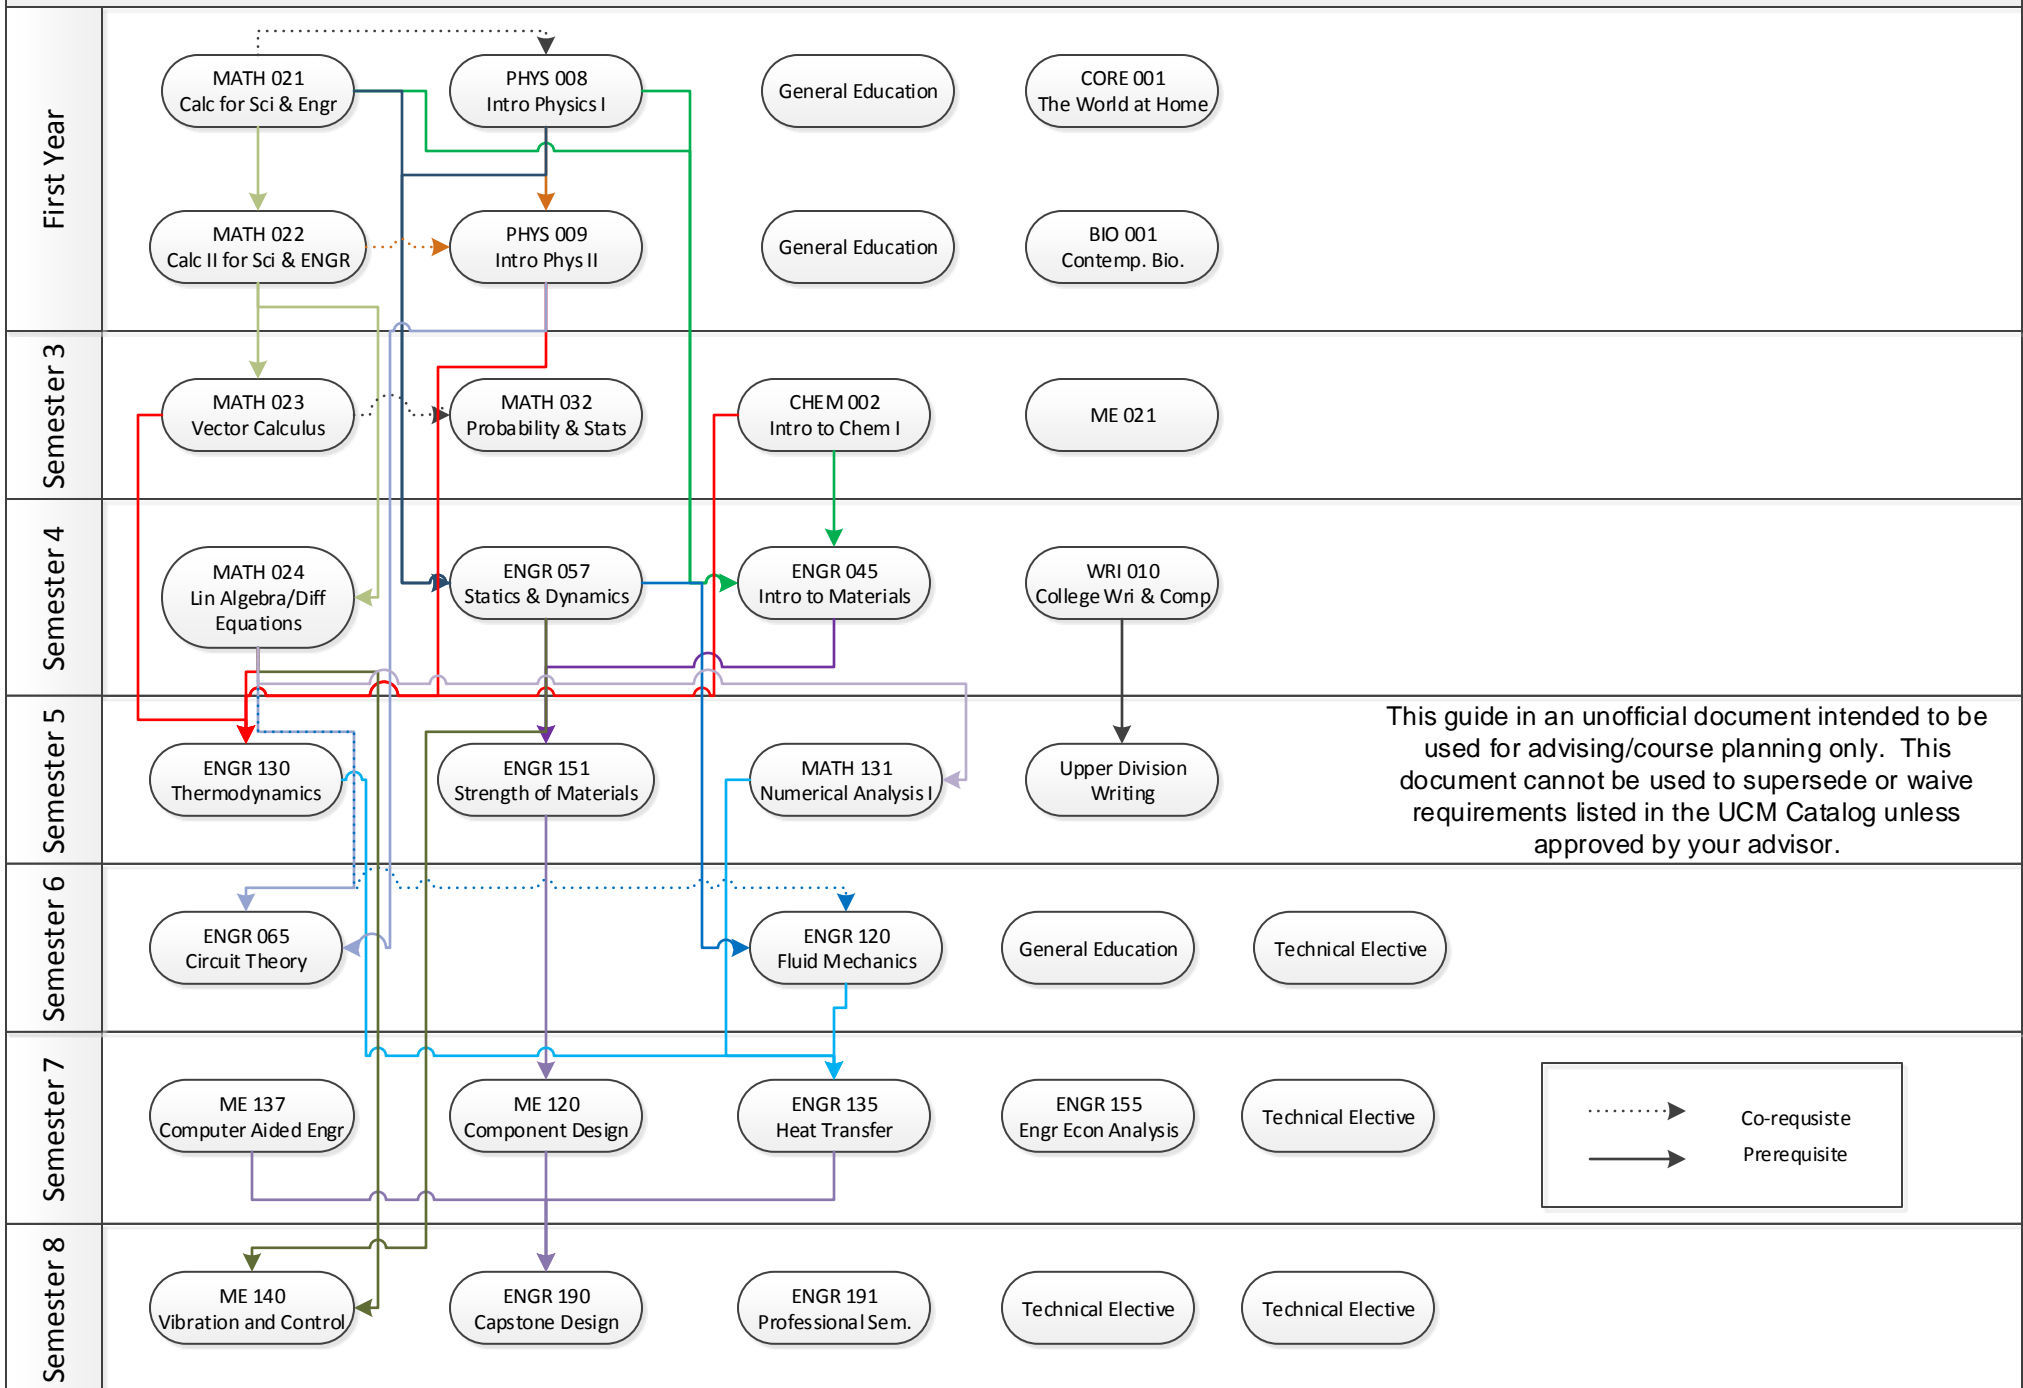 First Year
MATH 021
Calc for Sci & Engr
PHYS 008
Intro Physics I
General Education
CORE 001
The World at Home
MATH 022
Calc II for Sci & ENGR
PHYS 009
Intro Phys II
General Education
BIO 001
Contemp. Bio.
Semester 3
MATH 023
Vector Calculus
MATH 032
Probability & Stats
CHEM 002
Intro to Chem I
ME 021
Semester 4
MATH 024
Lin Algebra/Diff
Equations
ENGR 057
Statics & Dynamics
ENGR 045
Intro to Materials
WRI 010
College Wri & Comp
Semester 5
ENGR 130
Thermodynamics
ENGR 151
Strength of Materials
MATH 131
Numerical Analysis I
Upper Division
Writing
This guide in an unofficial document intended to be
used for advising/course planning only. This
document cannot be used to supersede or waive
requirements listed in the UCM Catalog unless
approved by your advisor.
Semester 6
ENGR 065
Circuit Theory
ENGR 120
Fluid Mechanics
General Education
Technical Elective
Semester 7
ME 137
Computer Aided Engr
ME 120
Component Design
ENGR 135
Heat Transfer
ENGR 155
Engr Econ Analysis
Technical Elective
Co-requsiste
Prerequisite
Semester 8
ME 140
Vibration and Control
ENGR 190
Capstone Design
ENGR 191
Professional Sem.
Technical Elective
Technical Elective